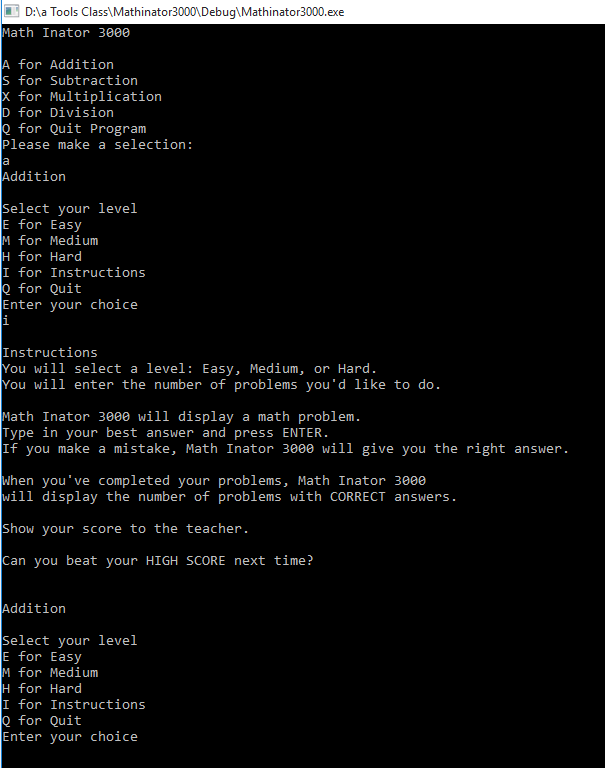 D:\a Tools Class\Mathinator3000\Debug\Mathinator3000.exe
Math Inator 3000
A for Addition
S for Subtraction
X for Multiplication
D for Division
Q for Quit Program
Please make a selection:
a
Addition
Select your level
E for Easy
M for Medium
H for Hard
I for Instructions
Q for Quit
Enter your choice
i
Instructions
You will select a level: Easy, Medium, or Hard.
You will enter the number of problems you'd like to do.
Math Inator 3000 will display a math problem.
Type in your best answer and press ENTER.
If you make a mistake, Math Inator 3000 will give you the right answer.
When you've completed your problems, Math Inator 3000
will display the number of problems with CORRECT answers.
Show your score to the teacher.
Can you beat your HIGH SCORE next time?
Addition
Select your level
E for Easy
M for Medium
H for Hard
I for Instructions
Q for Quit
Enter your choice